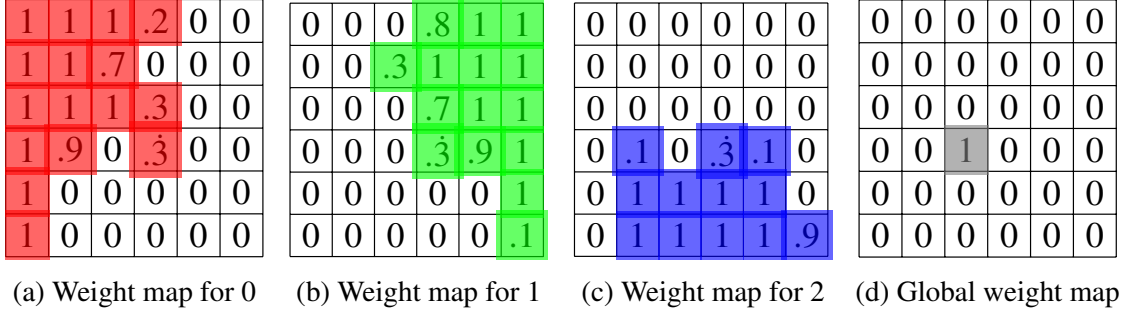 1 1 1 .2 0 0 0 0 0 .8 1 1 0 0 0 0 0 0 0 0 0 0 0 0
1 1 .7 0 0 0 0 0 .3 1 1 1 0 0 0 0 0 0 0 0 0 0 0 0
1 1 1 .3 0 0 0 0 0 .7 1 1 0 0 0 0 0 0 0 0 0 0 0 0
1 .9 0 .3̇ 0 0 0 0 0 .3̇ .9 1 0 .1 0 .3̇ .1 0 0 0 1 0 0 0
1 0 0 0 0 0 0 0 0 0 0 1 0 1 1 1 1 0 0 0 0 0 0 0
1 0 0 0 0 0 0 0 0 0 0 .1 0 1 1 1 1 .9 0 0 0 0 0 0
(a) Weight map for 0 (b) Weight map for 1 (c) Weight map for 2 (d) Global weight map